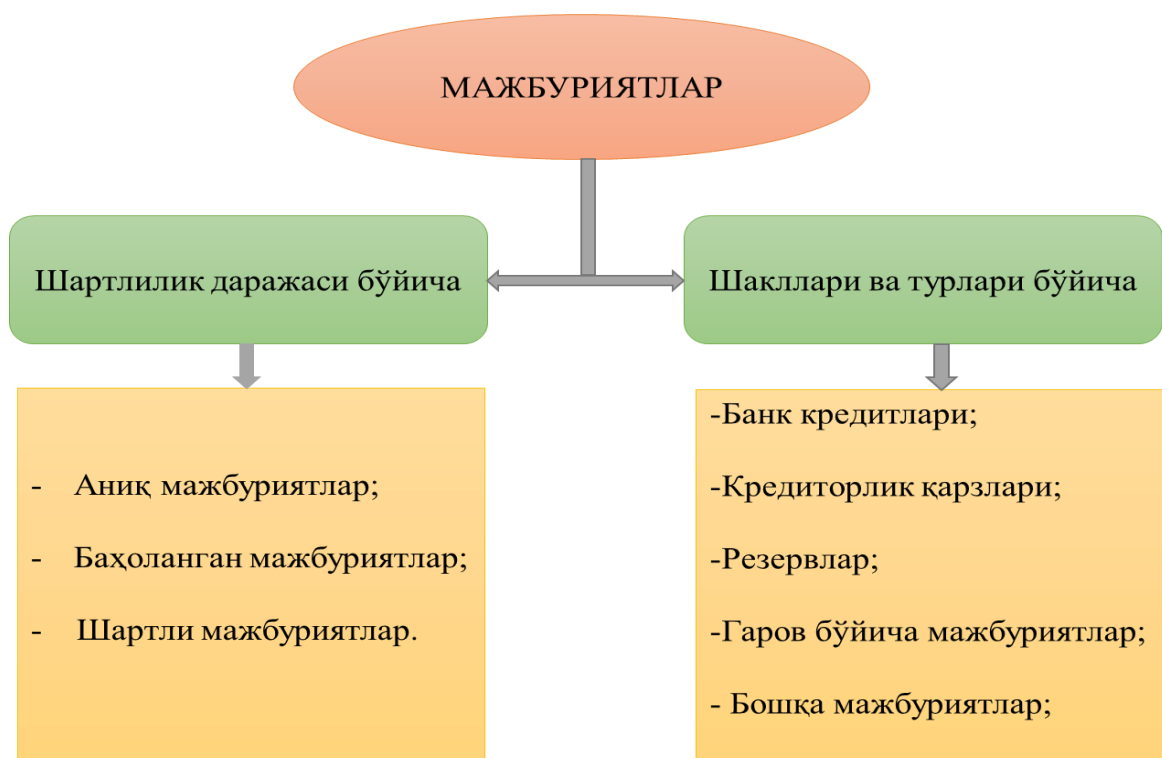 МАЖБУРИЯТЛАР
Шартлилик даражаси бўйича
Шакллари ва турлари бўйича
- Аниқ мажбуриятлар;
- Баҳоланган мажбуриятлар;
- Шартли мажбуриятлар.
-Банк кредитлари;
-Кредиторлик қарзлари;
-Резервлар;
-Гаров бўйича мажбуриятлар;
- Бошқа мажбуриятлар;